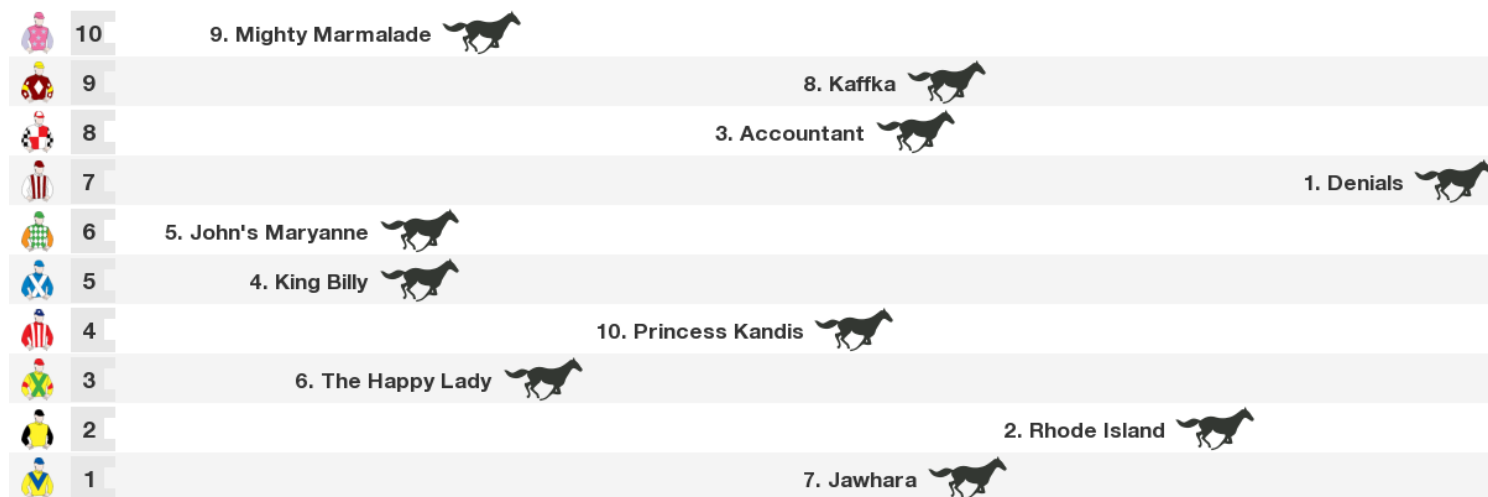 10 9. Mighty Marmalade
9 8. Kaffka
8 3. Accountant
7 1. Denials
6 5. John's Maryanne
5 4. King Billy
4 10. Princess Kandis
3 6. The Happy Lady
2 2. Rhode Island
1 7. Jawhara